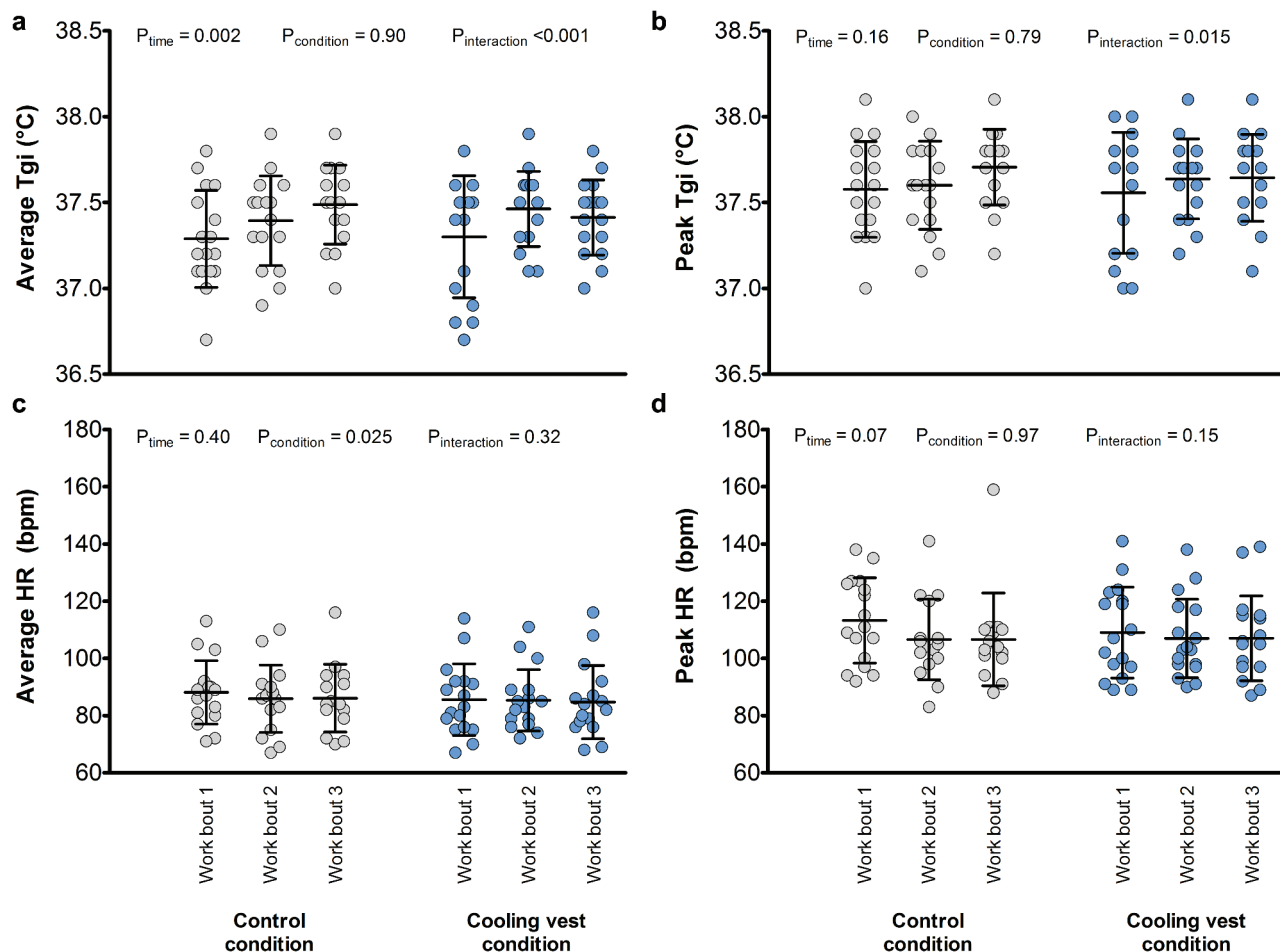 a
P time = 0.002 P condition = 0.90 P interaction <0.001
38.5
38.0
37.5
37.0
36.5
Average Tgi (°C)
b
P time = 0.16 P condition = 0.79 P interaction = 0.015
38.5
38.0
37.5
37.0
36.5
Peak Tgi (°C)
c
P time = 0.40 P condition = 0.025 P interaction = 0.32
180
160
140
120
100
80
60
Average HR (bpm)
Work bout 1
Work bout 2
Work bout 3
Work bout 1
Work bout 2
Work bout 3
Control
condition
Cooling vest
condition
d
P time = 0.07 P condition = 0.97 P interaction = 0.15
180
160
140
120
100
80
60
Peak HR (bpm)
Work bout 1
Work bout 2
Work bout 3
Work bout 1
Work bout 2
Work bout 3
Control
condition
Cooling vest
condition